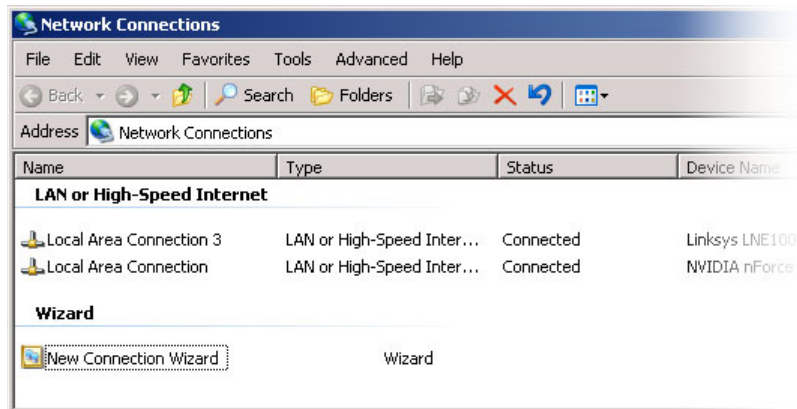 Network Connections
File Edit View Favorites Tools Advanced Help
Back Search Folders
Address Network Connections
Name Type Status Device Name
LAN or High-Speed Internet
Local Area Connection 3 LAN or High-Speed Inter... Connected Linksys LNE100
Local Area Connection LAN or High-Speed Inter... Connected NVIDIA nForce
Wizard
New Connection Wizard Wizard